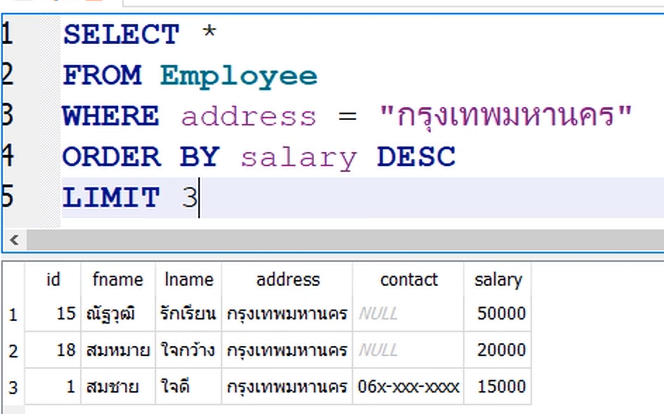 1 SELECT *
2 FROM Employee
3 WHERE address = "กรุงเทพมหานคร"
4 ORDER BY salary DESC
5 LIMIT 3
id fname lname address contact salary
1 15 ณัฐวุฒิ รักเรียน กรุงเทพมหานคร NULL 50000
2 18 สมหมาย ใจกว้าง กรุงเทพมหานคร NULL 20000
3 1 สมชาย ใจดี กรุงเทพมหานคร 06x-xxx-xxxx 15000